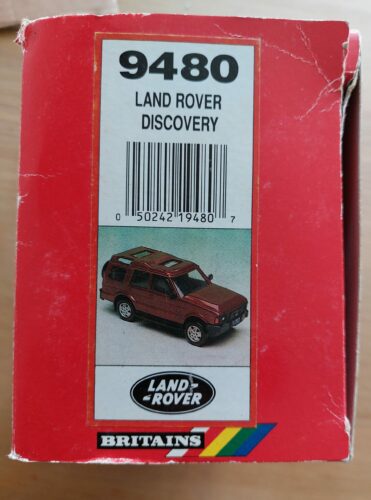 9480
LAND ROVER
DISCOVERY
0 50242 19480 7
LAND-
-ROVER
BRITAINS